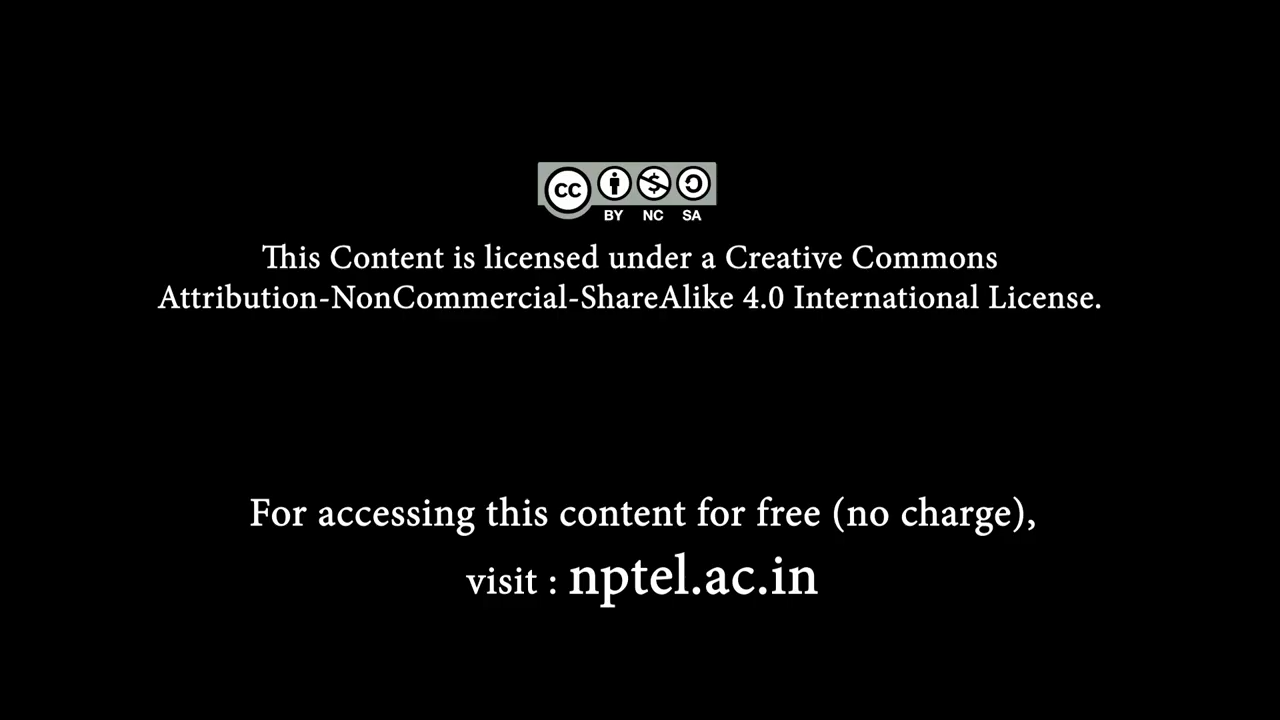 CC BY NC SA
This Content is licensed under a Creative Commons
Attribution-NonCommercial-ShareAlike 4.0 International License.
For accessing this content for free (no charge),
visit : nptel.ac.in